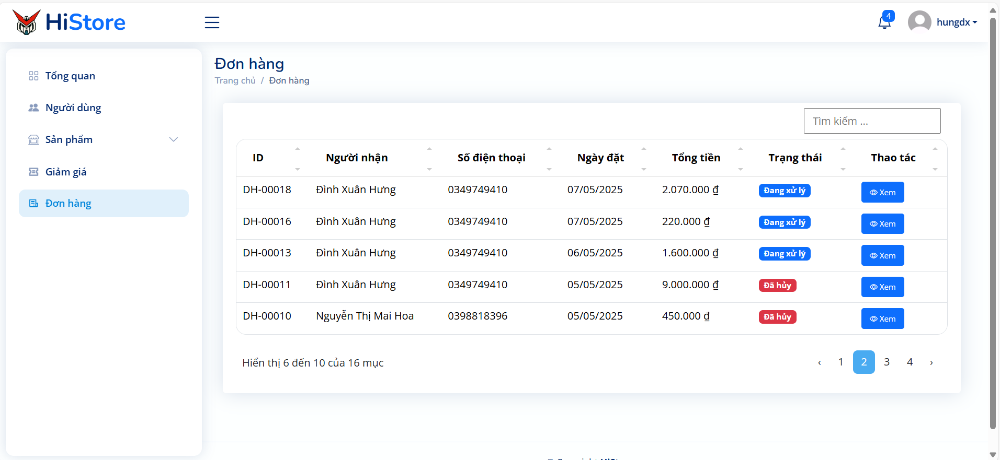 HiStore
4
hungdx
Tổng quan
Người dùng
Sản phẩm
Giảm giá
Đơn hàng
Đơn hàng
Trang chủ / Đơn hàng
Tìm kiếm ...
ID Người nhận Số điện thoại Ngày đặt Tổng tiền Trạng thái Thao tác
DH-00018 Đình Xuân Hưng 0349749410 07/05/2025 2.070.000 ₫ Đang xử lý Xem
DH-00016 Đình Xuân Hưng 0349749410 07/05/2025 220.000 ₫ Đang xử lý Xem
DH-00013 Đình Xuân Hưng 0349749410 06/05/2025 1.600.000 ₫ Đang xử lý Xem
DH-00011 Đình Xuân Hưng 0349749410 05/05/2025 9.000.000 ₫ Đã hủy Xem
DH-00010 Nguyễn Thị Mai Hoa 0398818396 05/05/2025 450.000 ₫ Đã hủy Xem
Hiển thị 6 đến 10 của 16 mục
‹ 1 2 3 4 ›